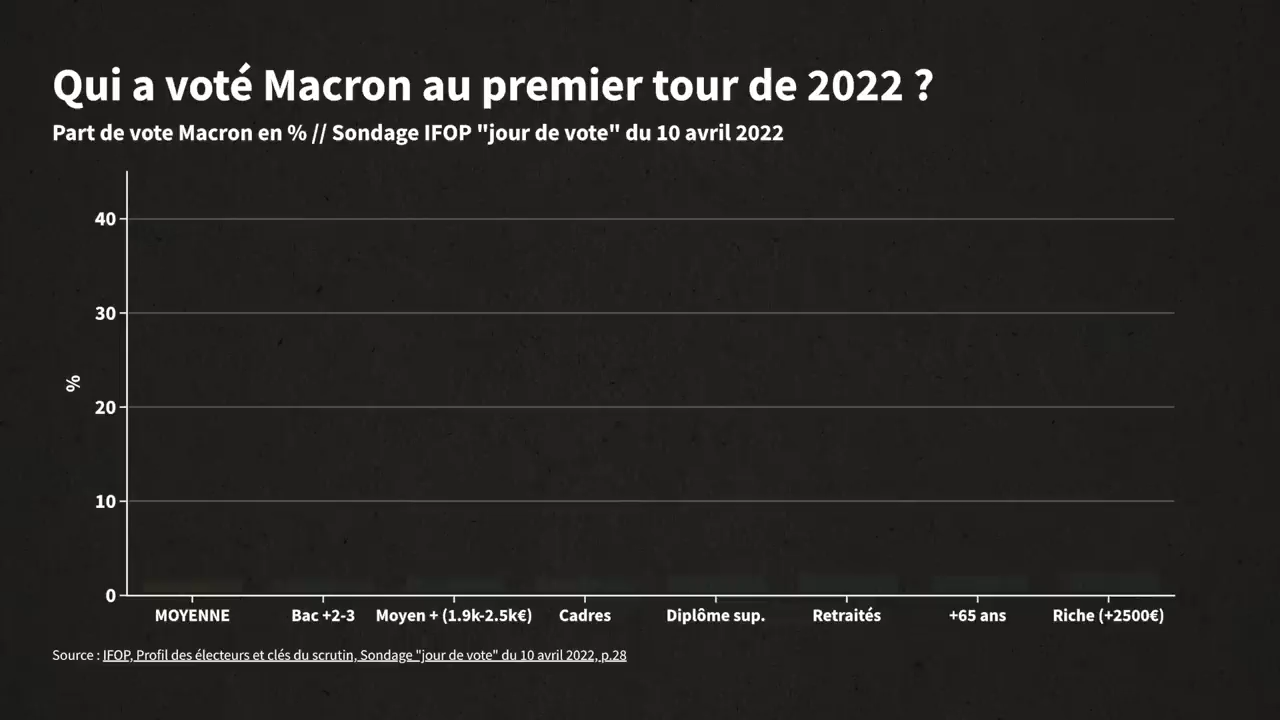 Qui a voté Macron au premier tour de 2022 ?
Part de vote Macron en % // Sondage IFOP "jour de vote" du 10 avril 2022
40
30
%
20
10
0
MOYENNE Bac +2-3 Moyen + (1.9k-2.5k€) Cadres Diplôme sup. Retraités +65 ans Riche (+2500€)
Source : IFOP, Profil des électeurs et clés du scrutin, Sondage "jour de vote" du 10 avril 2022, p.28